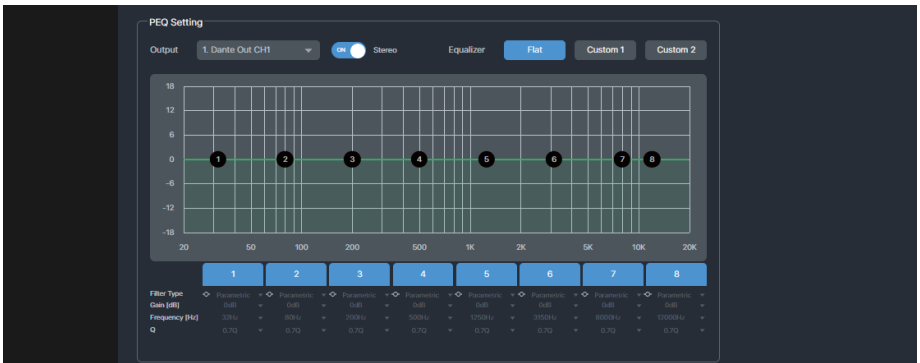 PEQ Setting
Output 1. Dante Out CH1 ON Stereo Equalizer Flat Custom 1 Custom 2
18
12
6
0 1 2 3 4 5 6 7 8
-6
-12
-18
20 50 100 200 500 1K 2K 5K 10K 20K
1 2 3 4 5 6 7 8
Filter Type Parametric Parametric Parametric Parametric Parametric Parametric Parametric Parametric
Gain [dB] 0dB 0dB 0dB 0dB 0dB 0dB 0dB 0dB
Frequency [Hz] 80Hz 200Hz 500Hz 1250Hz 3150Hz 8000Hz 12000Hz
Q 0.7Q 0.7Q 0.7Q 0.7Q 0.7Q 0.7Q 0.7Q 0.7Q